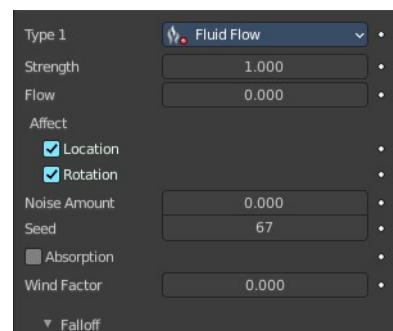 Type 1 Fluid Flow
Strength 1.000
Flow 0.000
Affect
Location
Rotation
Noise Amount 0.000
Seed 67
Absorption
Wind Factor 0.000
Falloff